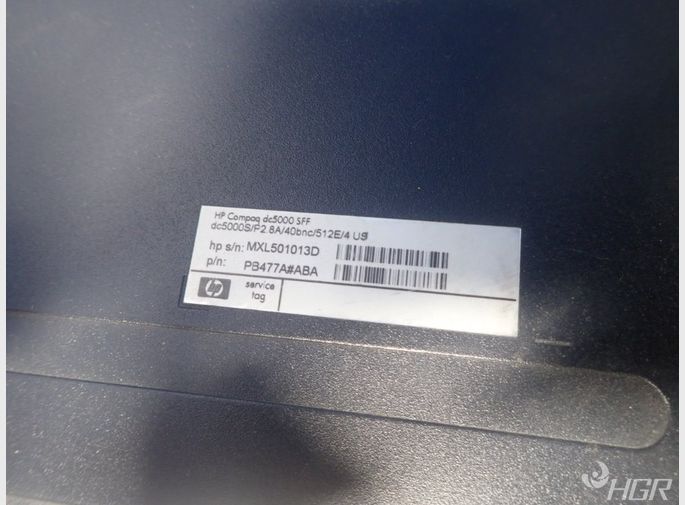 HP Compaq dc5000 SFF
dc5000S/P2.8A/40bnc/512E/4 US
hp s/n: MXL501013D
p/n: PB477A#ABA
hp
service
tag
HGR